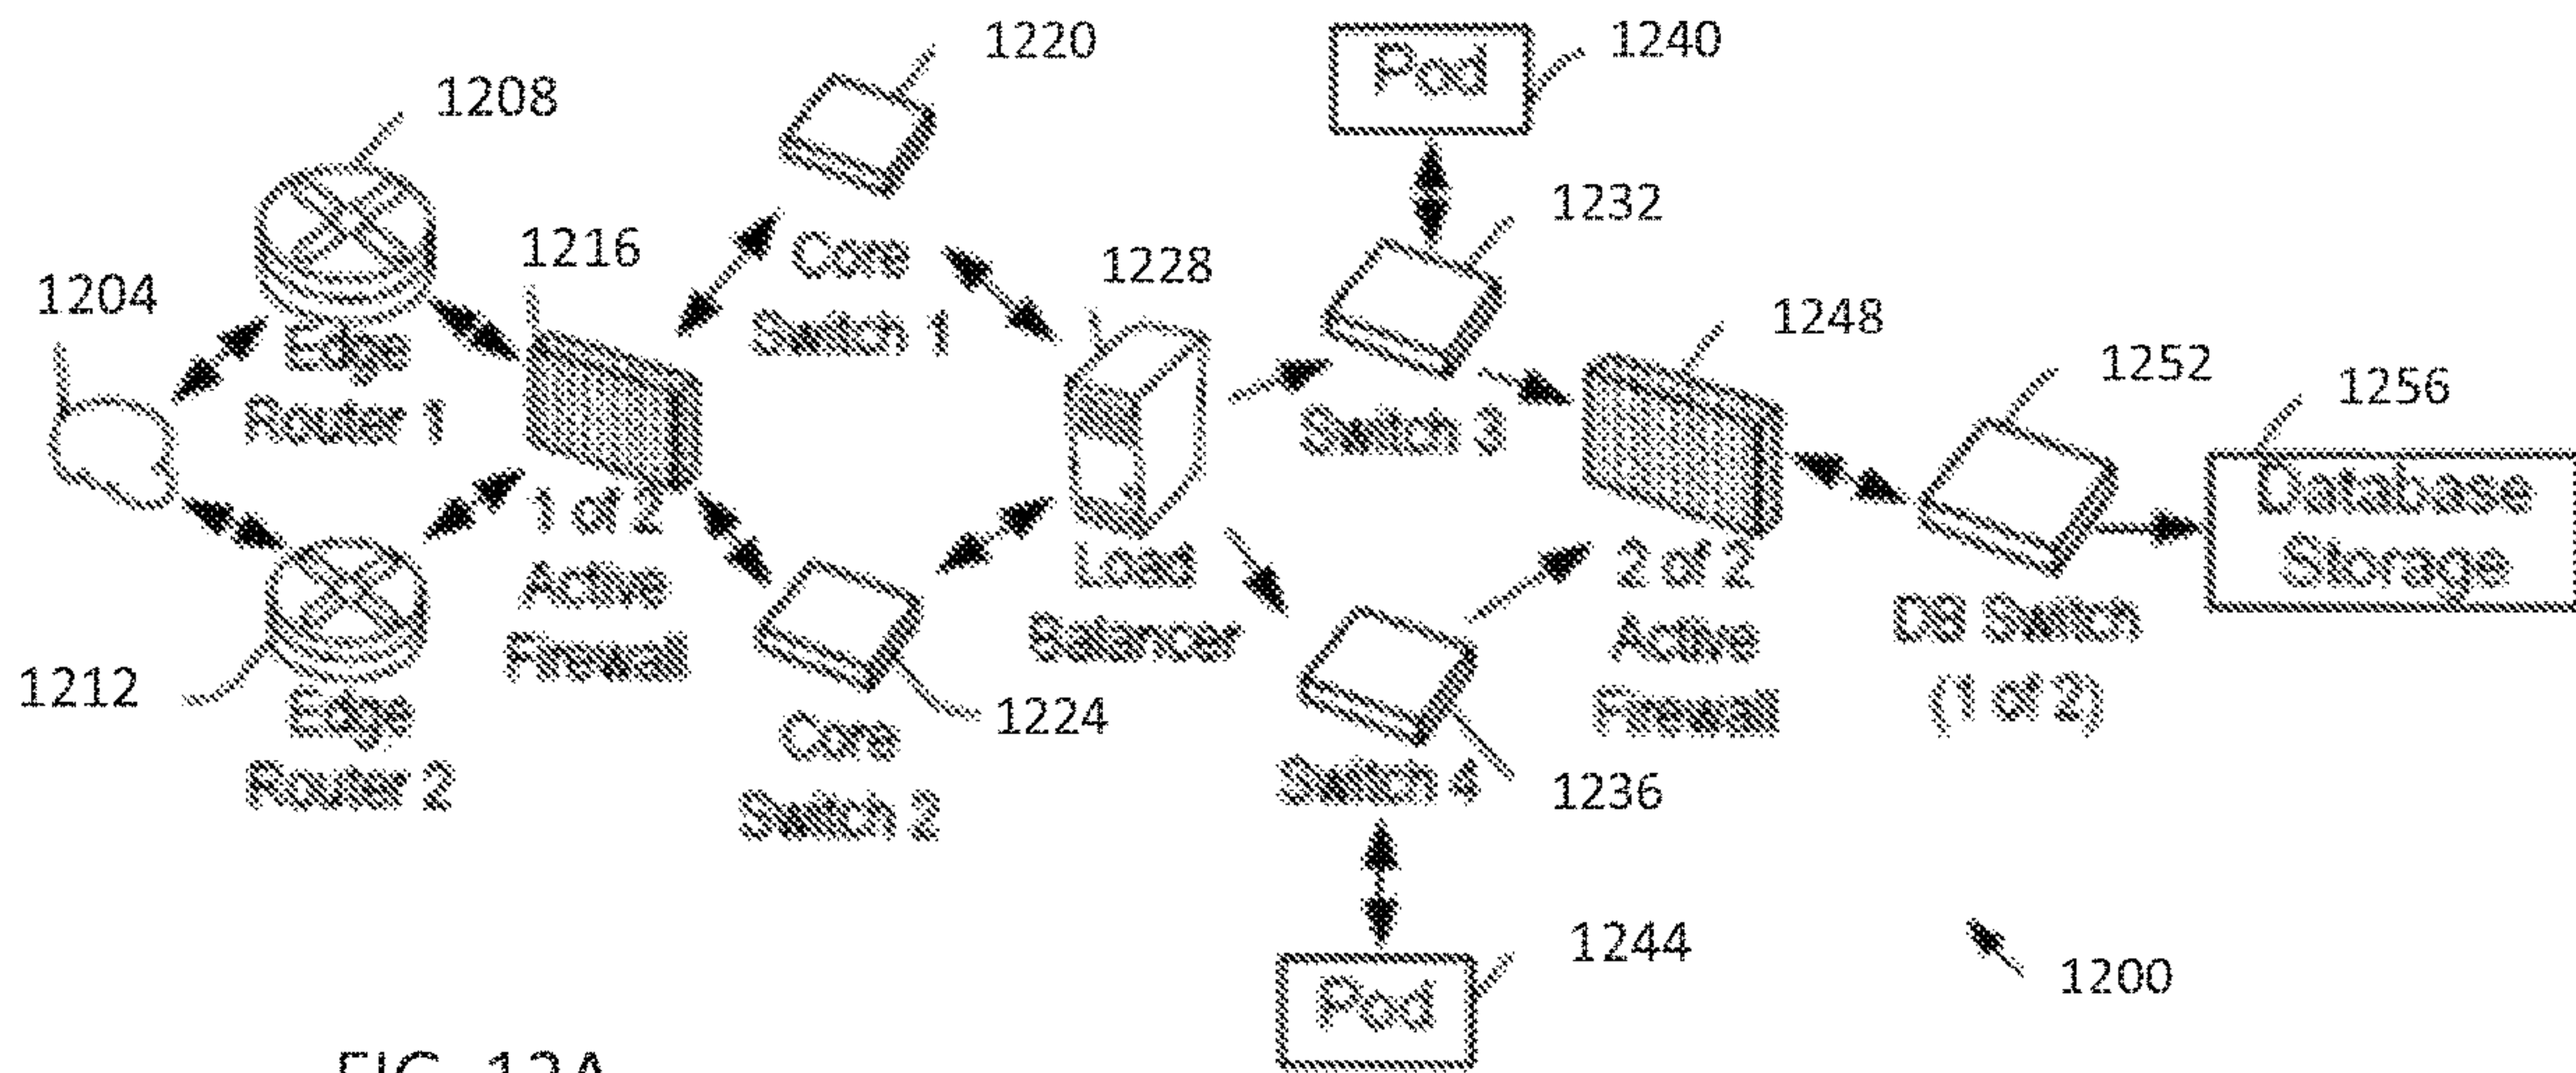 1220
1240
Pod
1208
1232
1216
Core
Switch 1
1228
1204
Edge
Router 1
1248
1252
1256
Switch 3
Database
Storage
1 of 2
Active
Firewall
Load
Balancer
2 of 2
Active
Firewall
DB Switch
(1 of 2)
1212
Edge
Router 2
1224
Core
Switch 2
Switch 4
1236
1244
Pod
1200
FIG. 12A